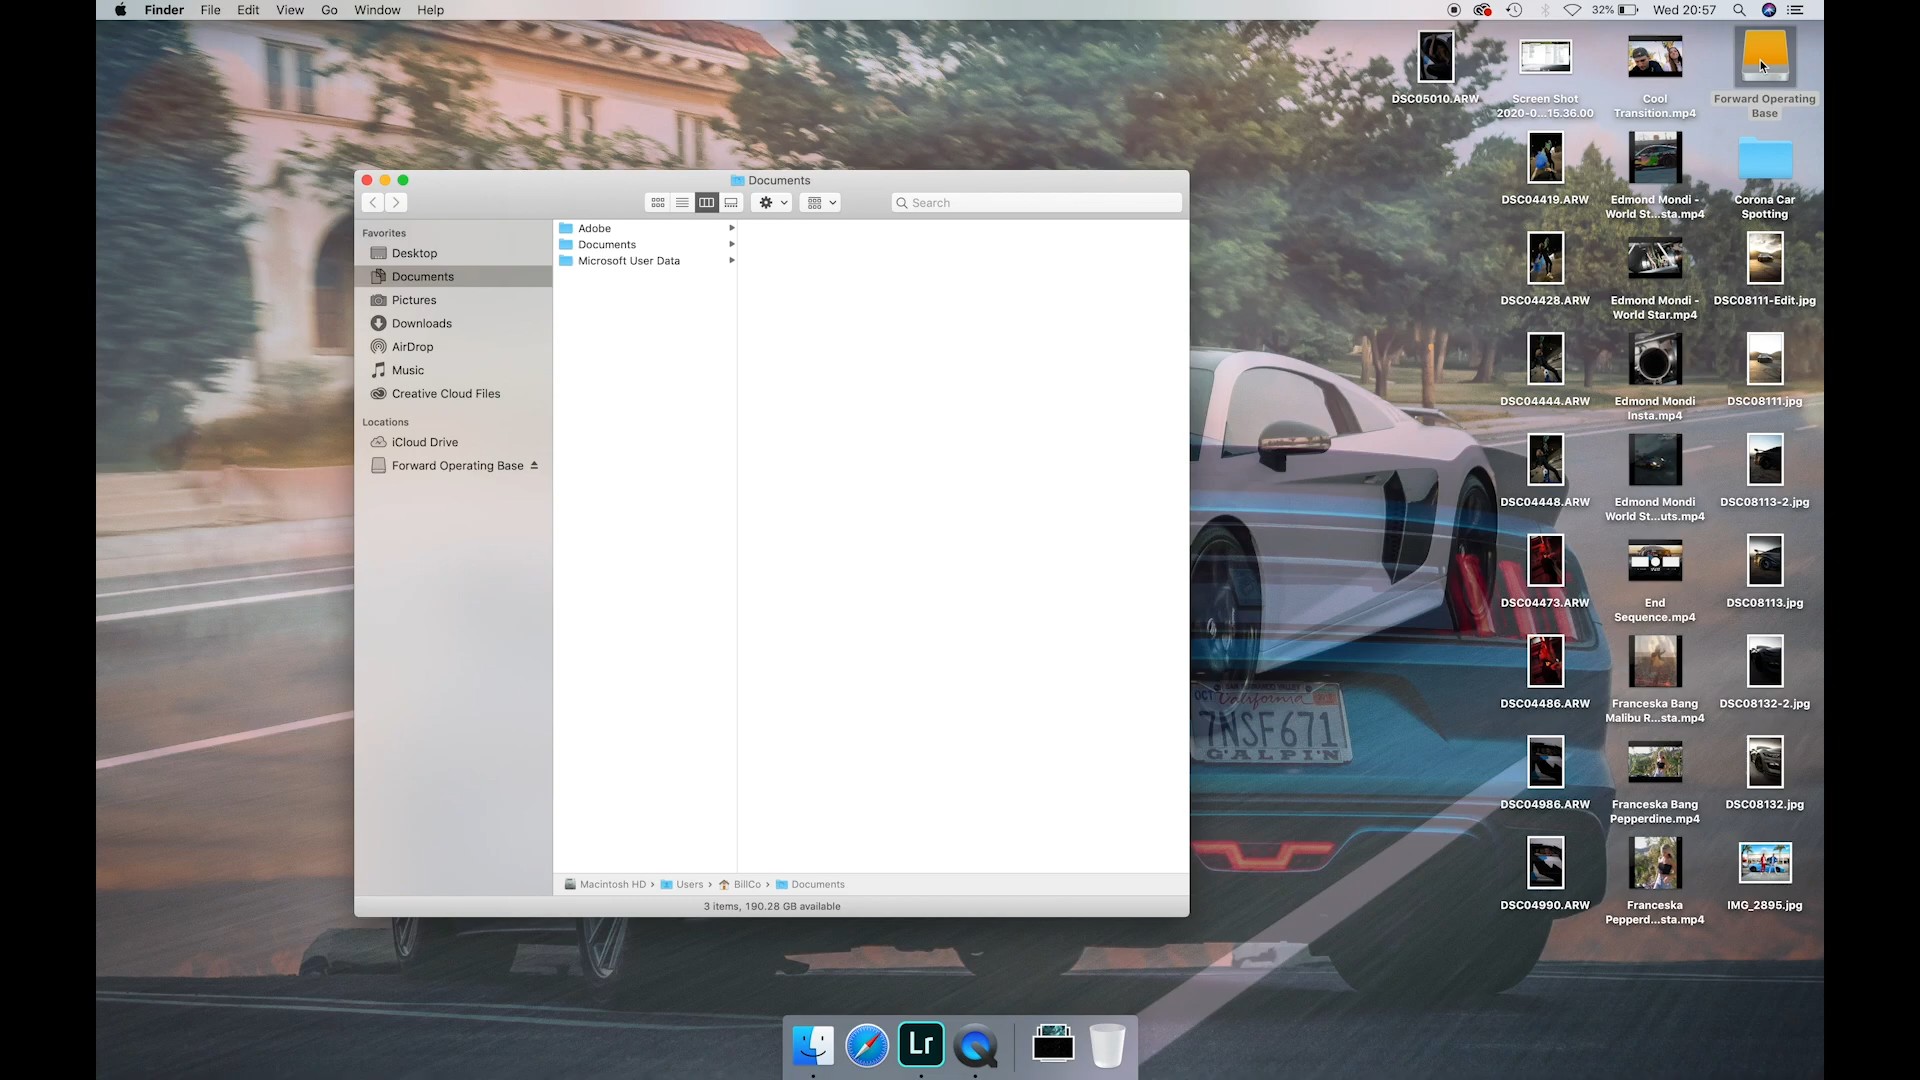 Finder File Edit View Go Window Help
32% Wed 20:57
Documents
Search
Favorites
Desktop
Documents
Pictures
Downloads
AirDrop
Music
Creative Cloud Files
Locations
iCloud Drive
Forward Operating Base
Adobe
Documents
Microsoft User Data
Macintosh HD › Users › BillCo › Documents
3 items, 190.28 GB available
DSC05010.ARW
Screen Shot
2020-0...15.36.00
DSC04419.ARW
DSC04428.ARW
DSC04444.ARW
DSC04448.ARW
DSC04473.ARW
DSC04486.ARW
DSC04986.ARW
DSC04990.ARW
Cool
Transition.mp4
Edmond Mondi -
World St...sta.mp4
Edmond Mondi -
World Star.mp4
Edmond Mondi
Insta.mp4
Edmond Mondi
World St...uts.mp4
End
Sequence.mp4
Franceska Bang
Malibu R...sta.mp4
Franceska Bang
Pepperdine.mp4
Franceska
Pepperd...sta.mp4
Forward Operating
Base
Corona Car
Spotting
DSC08111-Edit.jpg
DSC08111.jpg
DSC08113-2.jpg
DSC08113.jpg
DSC08132-2.jpg
DSC08132.jpg
IMG_2895.jpg
OCT California
7NSF671
GALPIN
Lr